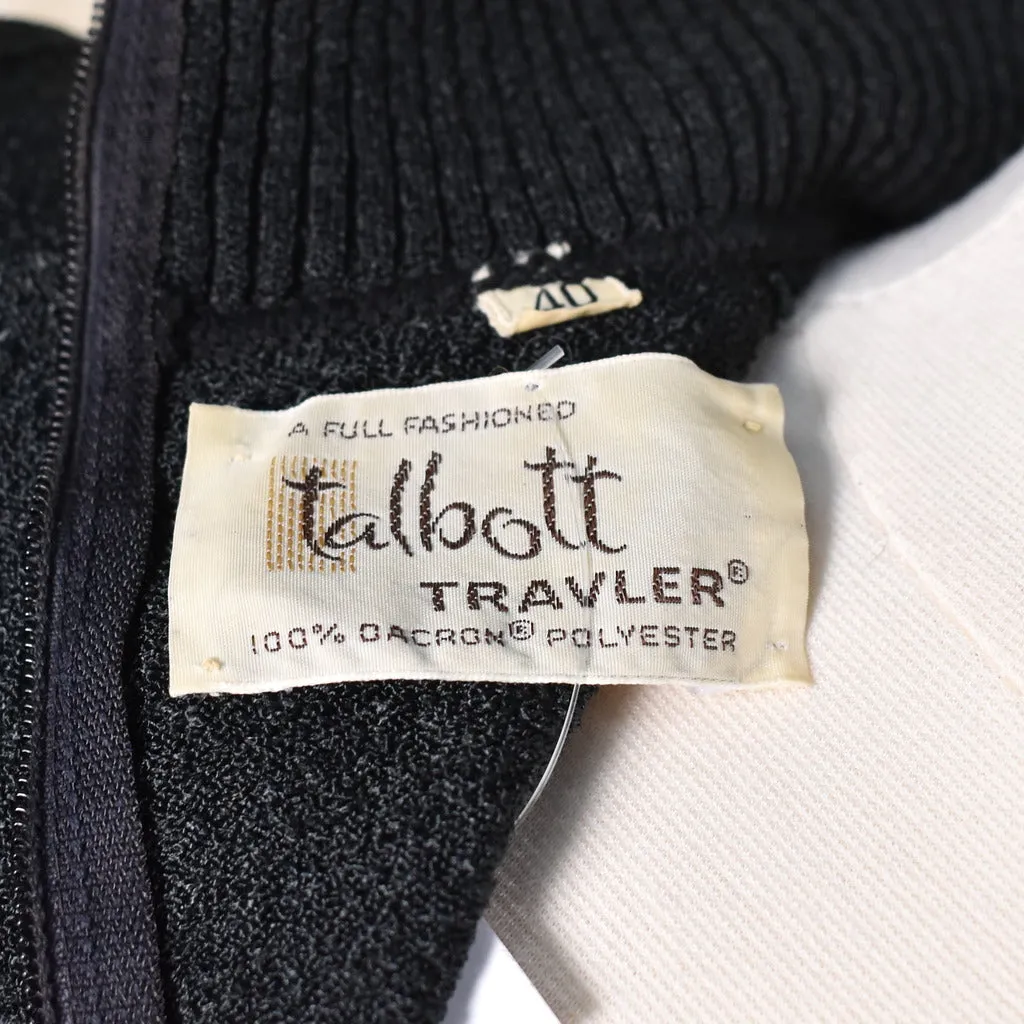 40
A FULL FASHIONED
talbott
TRAVLER®
100% DACRON® POLYESTER